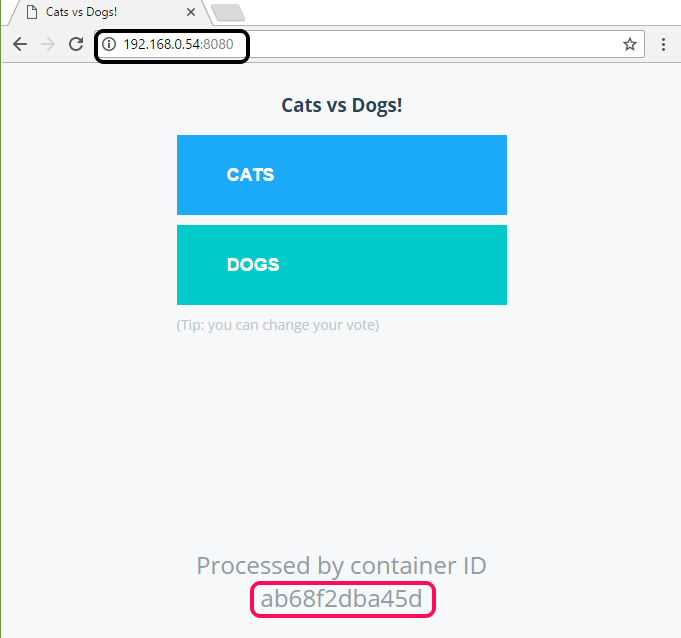 Cats vs Dogs!
192.168.0.54:8080
Cats vs Dogs!
CATS
DOGS
(Tip: you can change your vote)
Processed by container ID
ab68f2dba45d